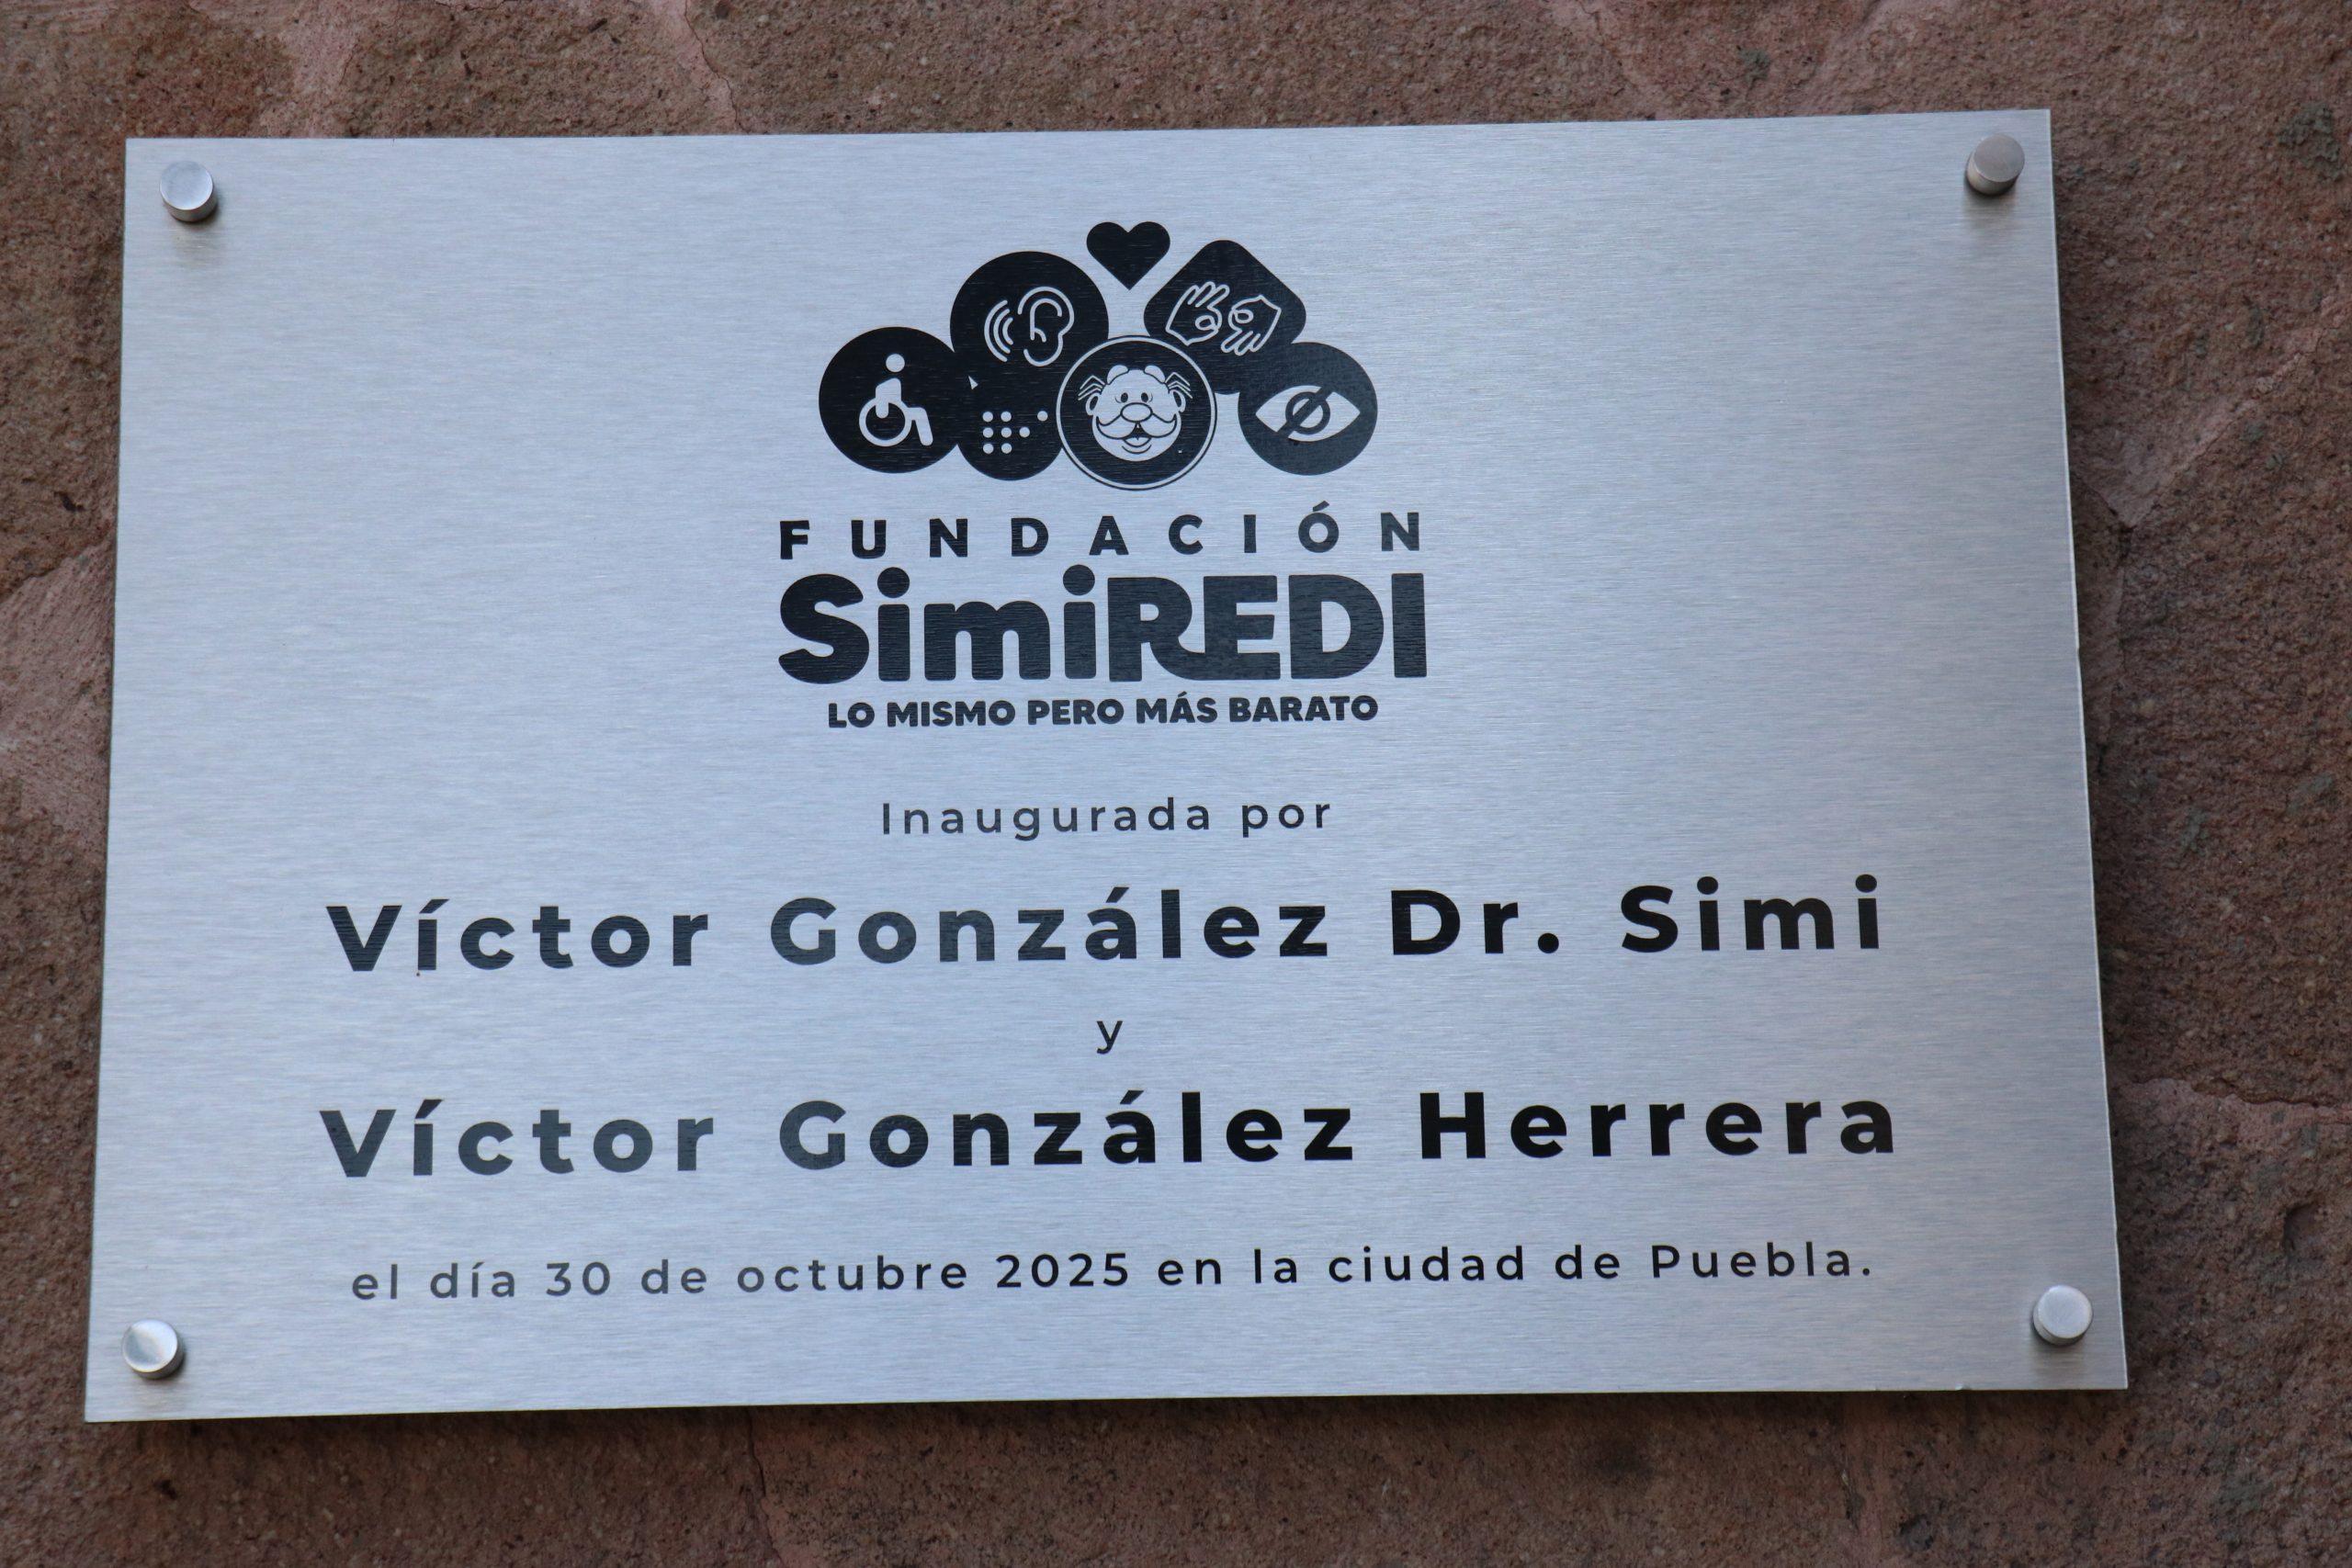 FUNDACIÓN
SimiREDI
LO MISMO PERO MÁS BARATO
Inaugurada por
Víctor González Dr. Simi
y
Víctor González Herrera
el día 30 de octubre 2025 en la ciudad de Puebla.